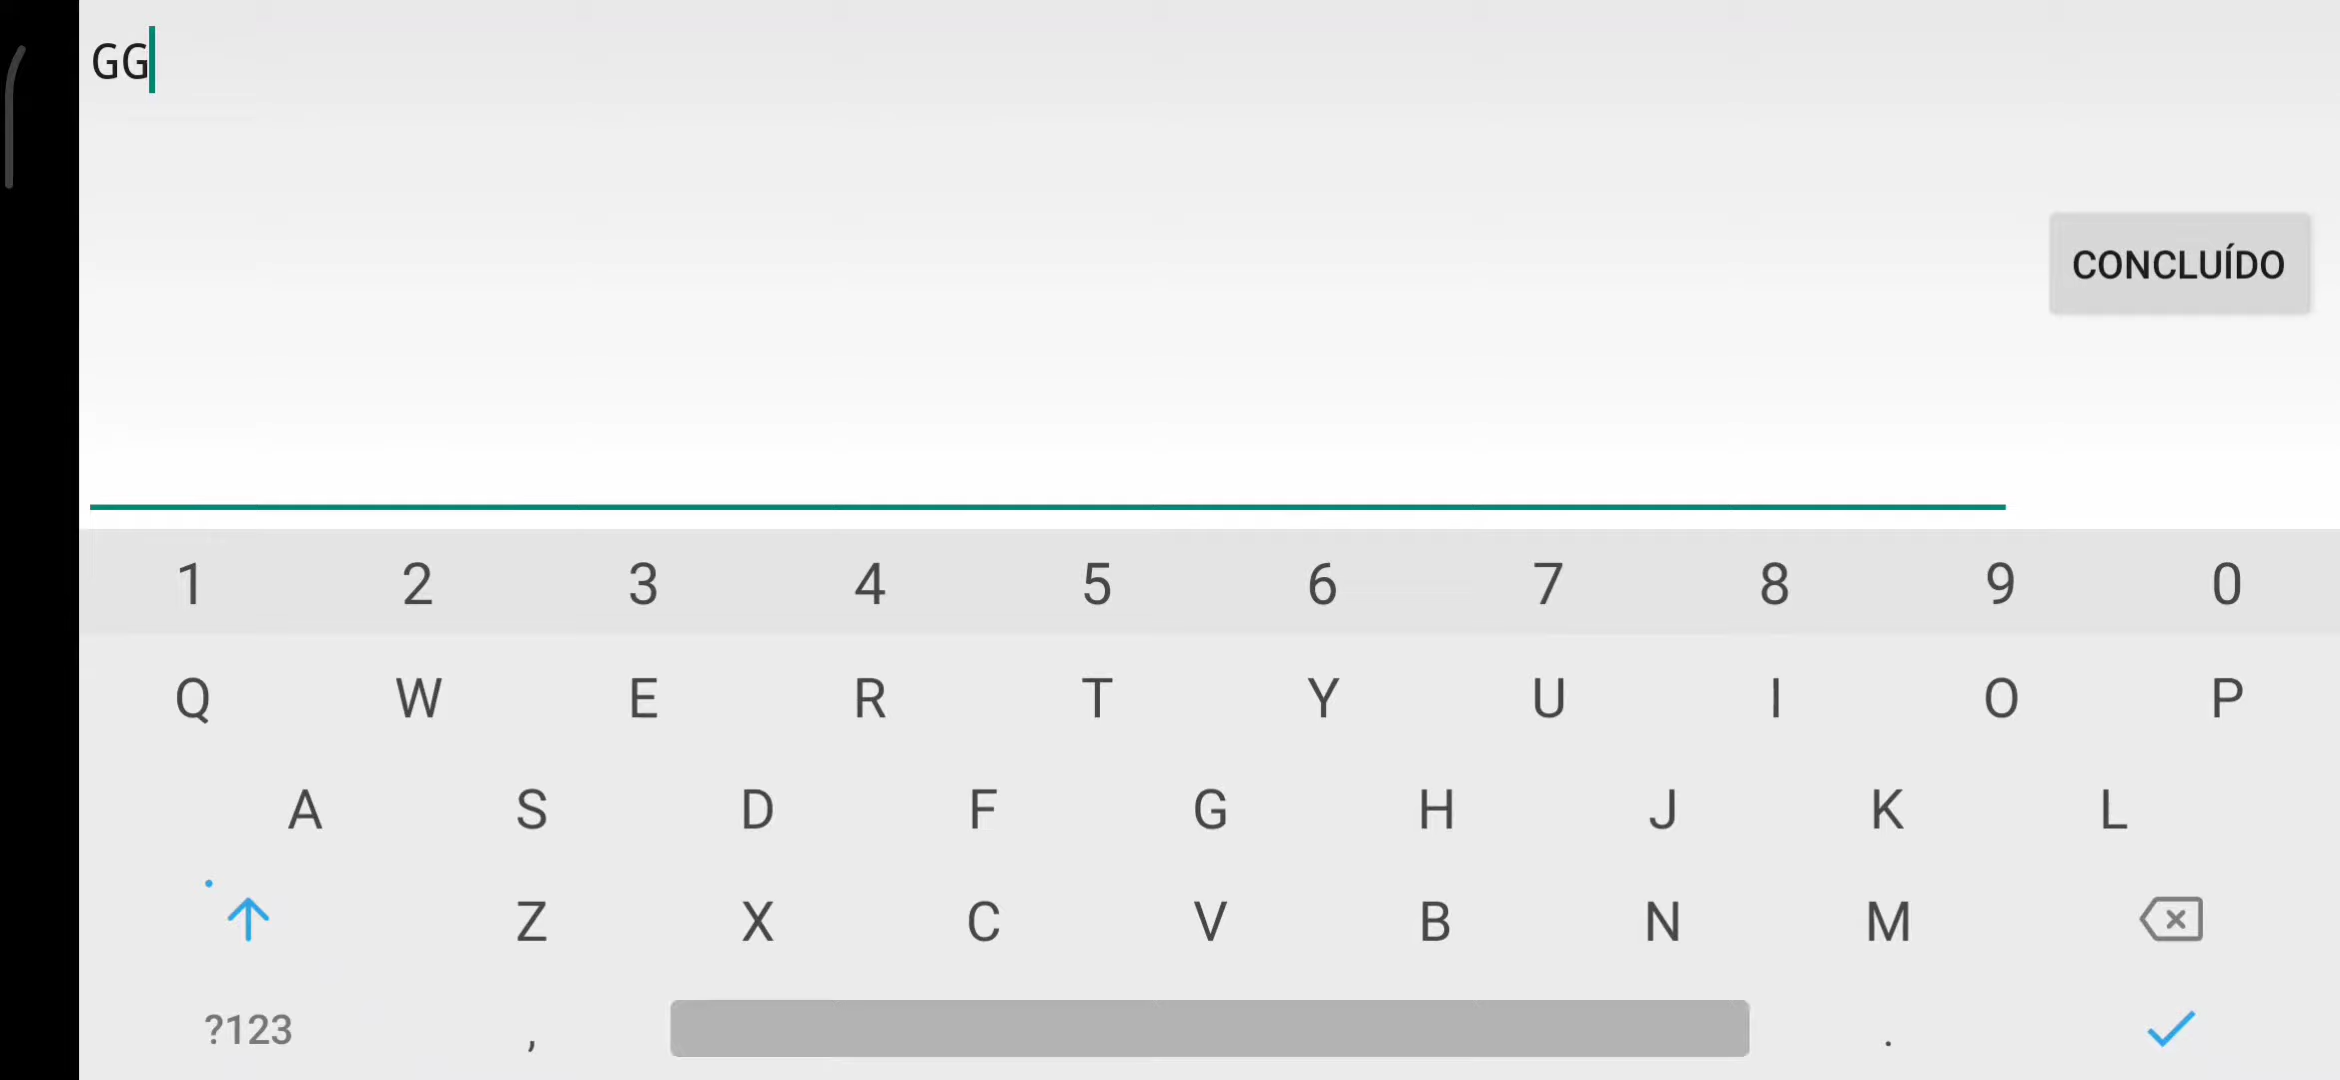 GG
CONCLUÍDO
1 2 3 4 5 6 7 8 9 0
Q W E R T Y U I O P
A S D F G H J K L
Z X C V B N M
?123 , .